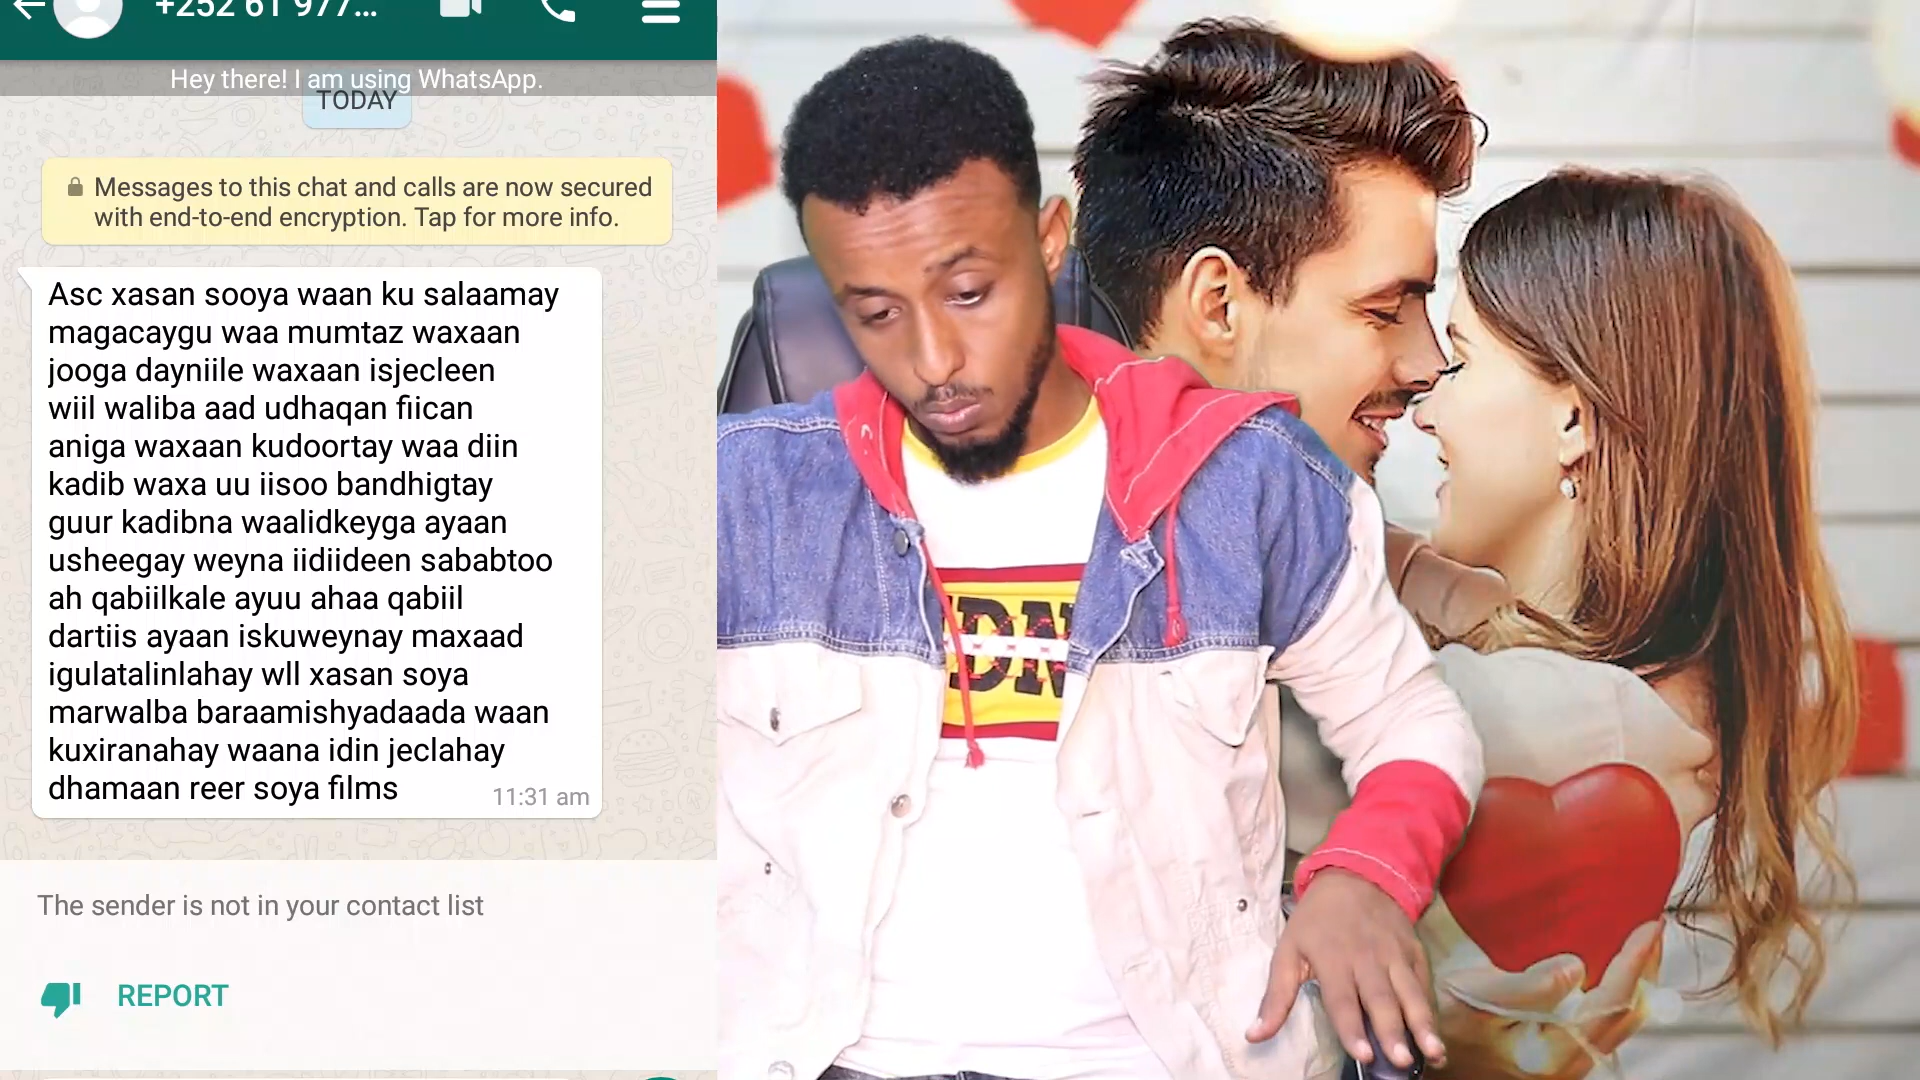 +252 61 977...
Hey there! I am using WhatsApp.
TODAY
Messages to this chat and calls are now secured
with end-to-end encryption. Tap for more info.
Asc xasan sooya waan ku salaamay
magacaygu waa mumtaz waxaan
jooga dayniile waxaan isjecleen
wiil waliba aad udhaqan fiican
aniga waxaan kudoortay waa diin
kadib waxa uu iisoo bandhigtay
guur kadibna waalidkeyga ayaan
usheegay weyna iidiideen sababtoo
ah qabiilkale ayuu ahaa qabiil
dartiis ayaan iskuweynay maxaad
igulatalinlahay wll xasan soya
marwalba baraamishyadaada waan
kuxiranahay waana idin jeclahay
dhamaan reer soya films
11:31 am
The sender is not in your contact list
REPORT